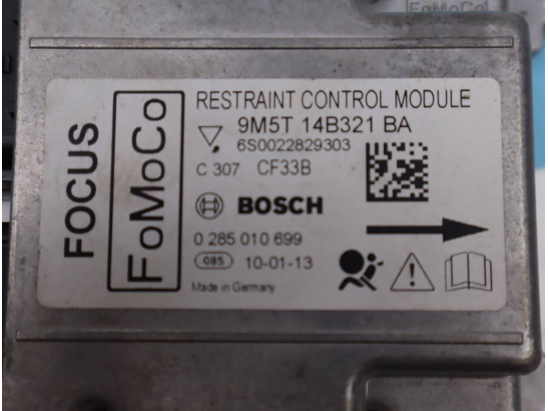 FoMoCo
FOCUS
FoMoCo
RESTRAINT CONTROL MODULE
9M5T 14B321 BA
6S0022829303
C 307 CF33B
BOSCH
0 285 010 699
085 10-01-13
Made in Germany